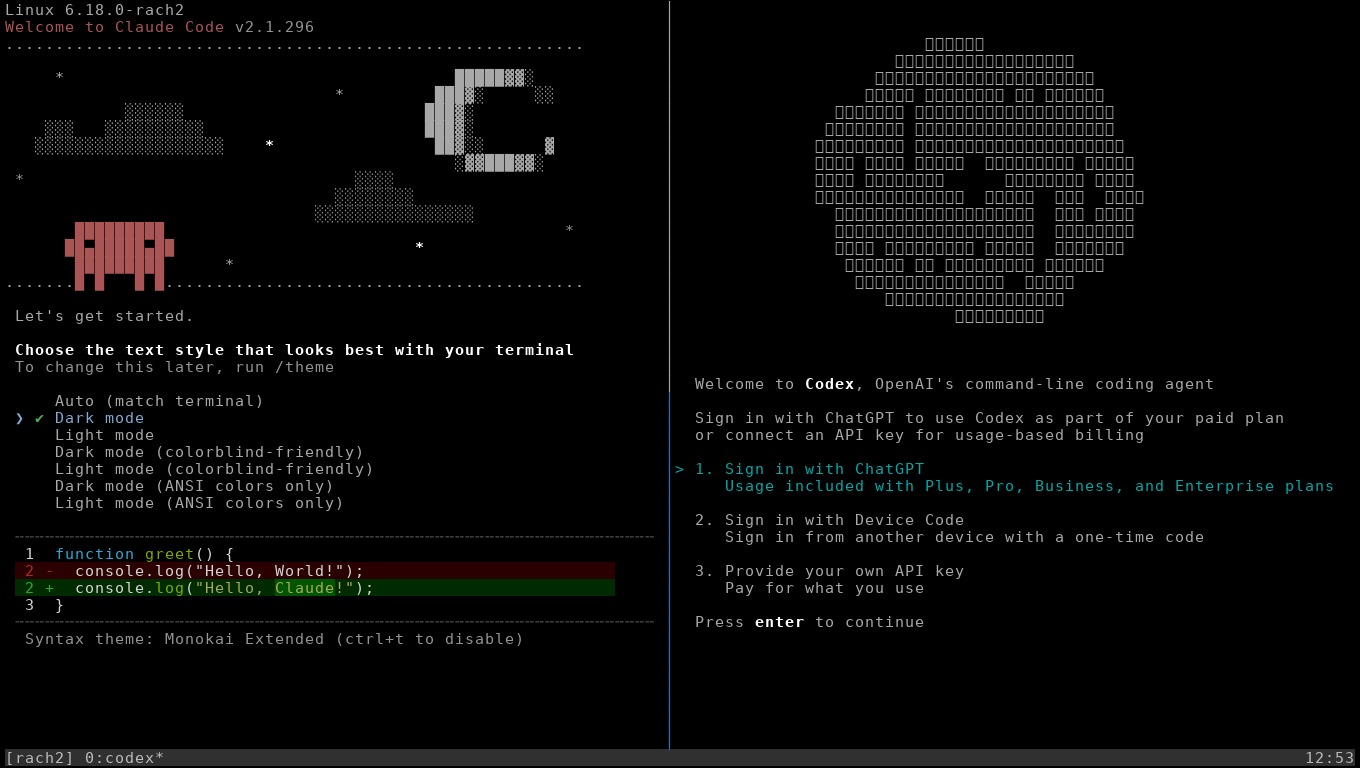 Linux 6.18.0-rach2
Welcome to Claude Code v2.1.296
Let's get started.
Choose the text style that looks best with your terminal
To change this later, run /theme
Auto (match terminal)
❯ ✔ Dark mode
Light mode
Dark mode (colorblind-friendly)
Light mode (colorblind-friendly)
Dark mode (ANSI colors only)
Light mode (ANSI colors only)
1  function greet() {
2 -  console.log("Hello, World!");
2 +  console.log("Hello, Claude!");
3  }
Syntax theme: Monokai Extended (ctrl+t to disable)
Welcome to Codex, OpenAI's command-line coding agent
Sign in with ChatGPT to use Codex as part of your paid plan
or connect an API key for usage-based billing
> 1. Sign in with ChatGPT
Usage included with Plus, Pro, Business, and Enterprise plans
2. Sign in with Device Code
Sign in from another device with a one-time code
3. Provide your own API key
Pay for what you use
Press enter to continue
[rach2] 0:codex*
12:53